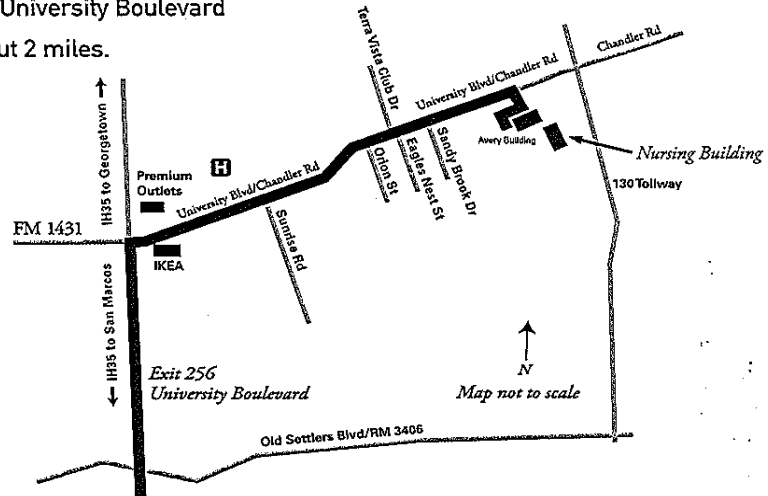 University Boulevard
ut 2 miles.
Terra Vista Club Dr
Chandler Rd
University Blvd/Chandler Rd
IH35 to Georgetown
Premium
Outlets
H
University Blvd/Chandler Rd
Orion St
Eagles Nest St
Sandy Brook Dr
Avery Building
Nursing Building
130 Tollway
FM 1431
IKEA
Sunrise Rd
IH35 to San Marcos
Exit 256
University Boulevard
N
Map not to scale
Old Settlers Blvd/RM 3406